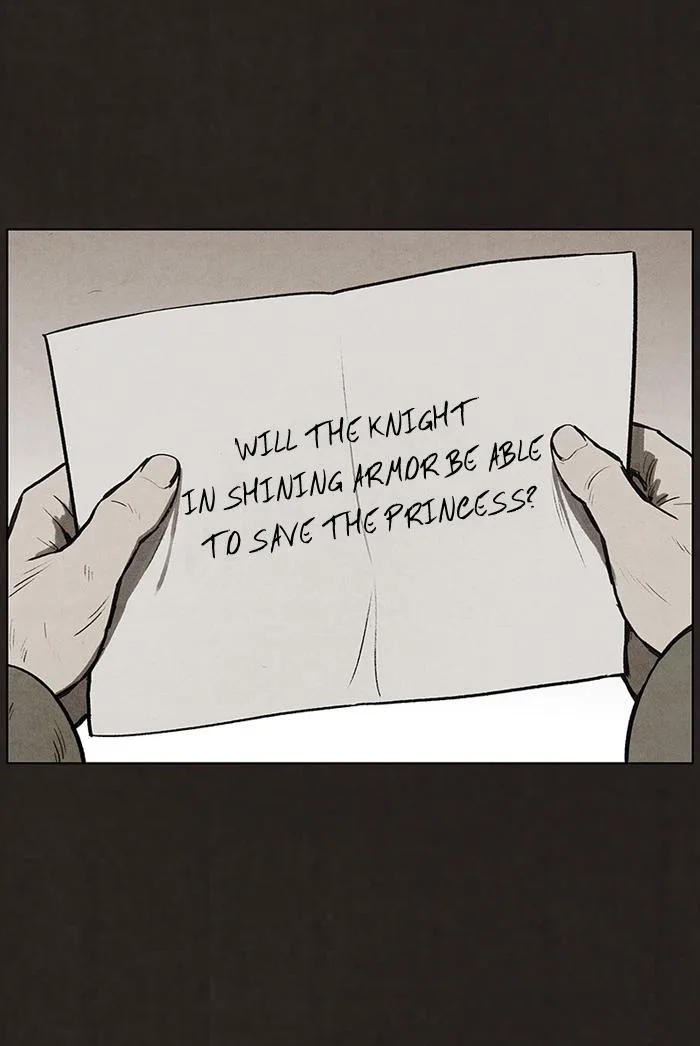 WILL THE KNIGHT
IN SHINING ARMOR BE ABLE
TO SAVE THE PRINCESS?